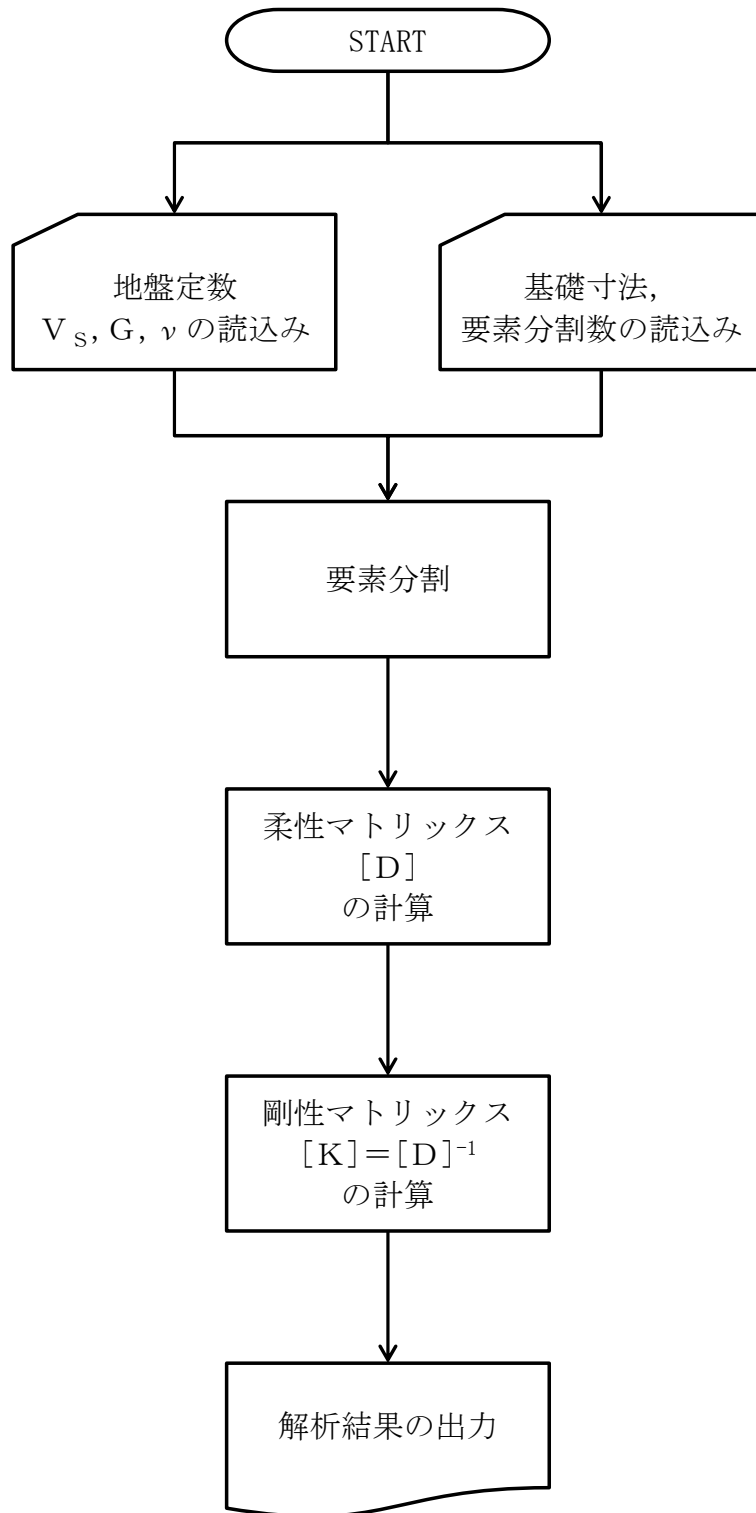 START
地盤定数
V_S, G, νの読込み
基礎寸法,
要素分割数の読込み
要素分割
柔性マトリックス
[D]
の計算
剛性マトリックス
[K]=[D]⁻¹
の計算
解析結果の出力